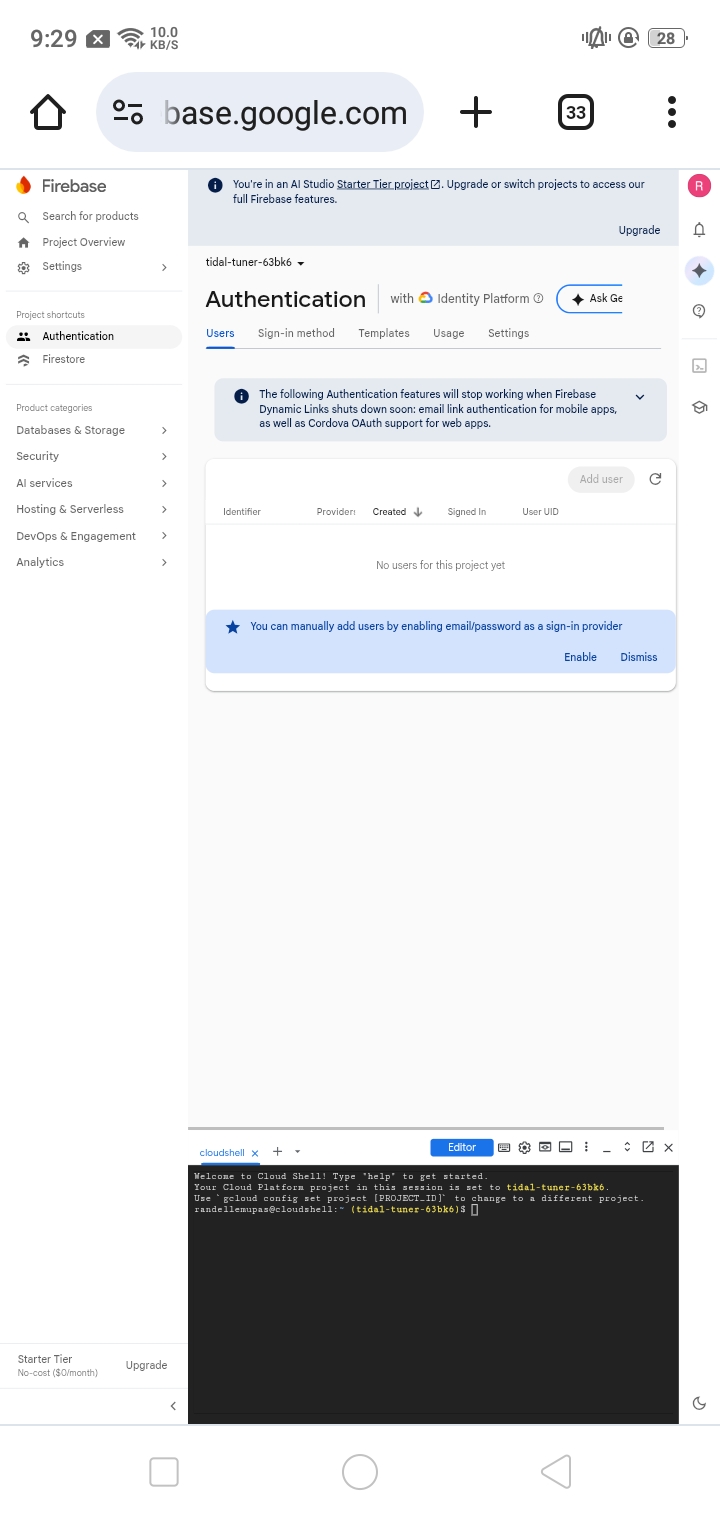 9:29
10.0
KB/S
28
base.google.com
33
Firebase
Search for products
Project Overview
Settings
Project shortcuts
Authentication
Firestore
Product categories
Databases & Storage
Security
AI services
Hosting & Serverless
DevOps & Engagement
Analytics
Starter Tier
No-cost ($0/month)
Upgrade
You're in an AI Studio Starter Tier project. Upgrade or switch projects to access our
full Firebase features.
Upgrade
R
tidal-tuner-63bk6
Authentication
with Identity Platform
Ask Ge
Users
Sign-in method
Templates
Usage
Settings
The following Authentication features will stop working when Firebase
Dynamic Links shuts down soon: email link authentication for mobile apps,
as well as Cordova OAuth support for web apps.
Add user
Identifier
Providers
Created
Signed In
User UID
No users for this project yet
You can manually add users by enabling email/password as a sign-in provider
Enable
Dismiss
cloudshell
Editor
Welcome to Cloud Shell! Type "help" to get started.
Your Cloud Platform project in this session is set to tidal-tuner-63bk6.
Use `gcloud config set project [PROJECT_ID]` to change to a different project.
randellemupas@cloudshell:~ (tidal-tuner-63bk6)$